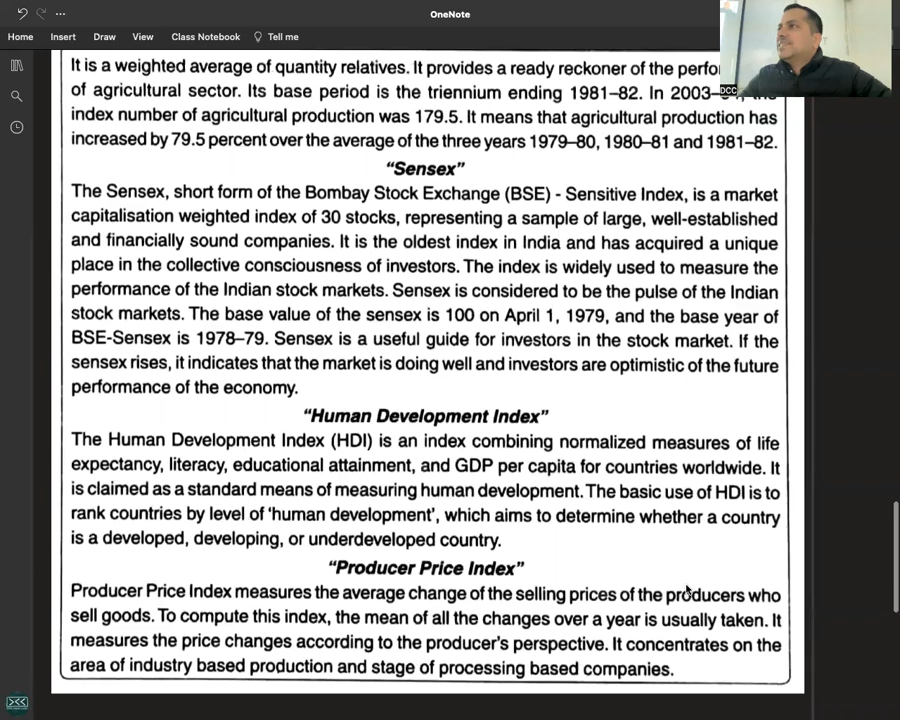 OneNote
Home Insert Draw View Class Notebook Tell me
It is a weighted average of quantity relatives. It provides a ready reckoner of the perfo
of agricultural sector. Its base period is the triennium ending 1981–82. In 2003–
index number of agricultural production was 179.5. It means that agricultural production has
increased by 79.5 percent over the average of the three years 1979–80, 1980–81 and 1981–82.
“Sensex”
The Sensex, short form of the Bombay Stock Exchange (BSE) - Sensitive Index, is a market
capitalisation weighted index of 30 stocks, representing a sample of large, well-established
and financially sound companies. It is the oldest index in India and has acquired a unique
place in the collective consciousness of investors. The index is widely used to measure the
performance of the Indian stock markets. Sensex is considered to be the pulse of the Indian
stock markets. The base value of the sensex is 100 on April 1, 1979, and the base year of
BSE-Sensex is 1978–79. Sensex is a useful guide for investors in the stock market. If the
sensex rises, it indicates that the market is doing well and investors are optimistic of the future
performance of the economy.
“Human Development Index”
The Human Development Index (HDI) is an index combining normalized measures of life
expectancy, literacy, educational attainment, and GDP per capita for countries worldwide. It
is claimed as a standard means of measuring human development. The basic use of HDI is to
rank countries by level of ‘human development’, which aims to determine whether a country
is a developed, developing, or underdeveloped country.
“Producer Price Index”
Producer Price Index measures the average change of the selling prices of the producers who
sell goods. To compute this index, the mean of all the changes over a year is usually taken. It
measures the price changes according to the producer’s perspective. It concentrates on the
area of industry based production and stage of processing based companies.
DCC